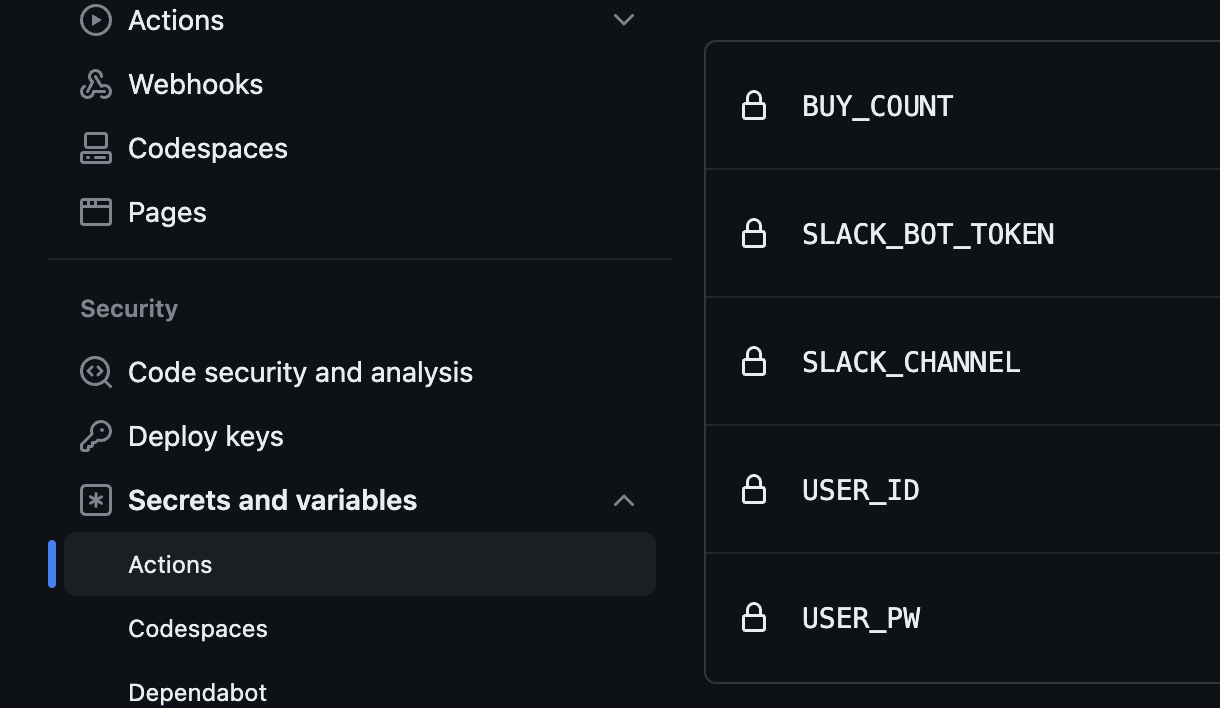 Actions
Webhooks
Codespaces
Pages
Security
Code security and analysis
Deploy keys
Secrets and variables
Actions
Codespaces
Dependabot
BUY_COUNT
SLACK_BOT_TOKEN
SLACK_CHANNEL
USER_ID
USER_PW